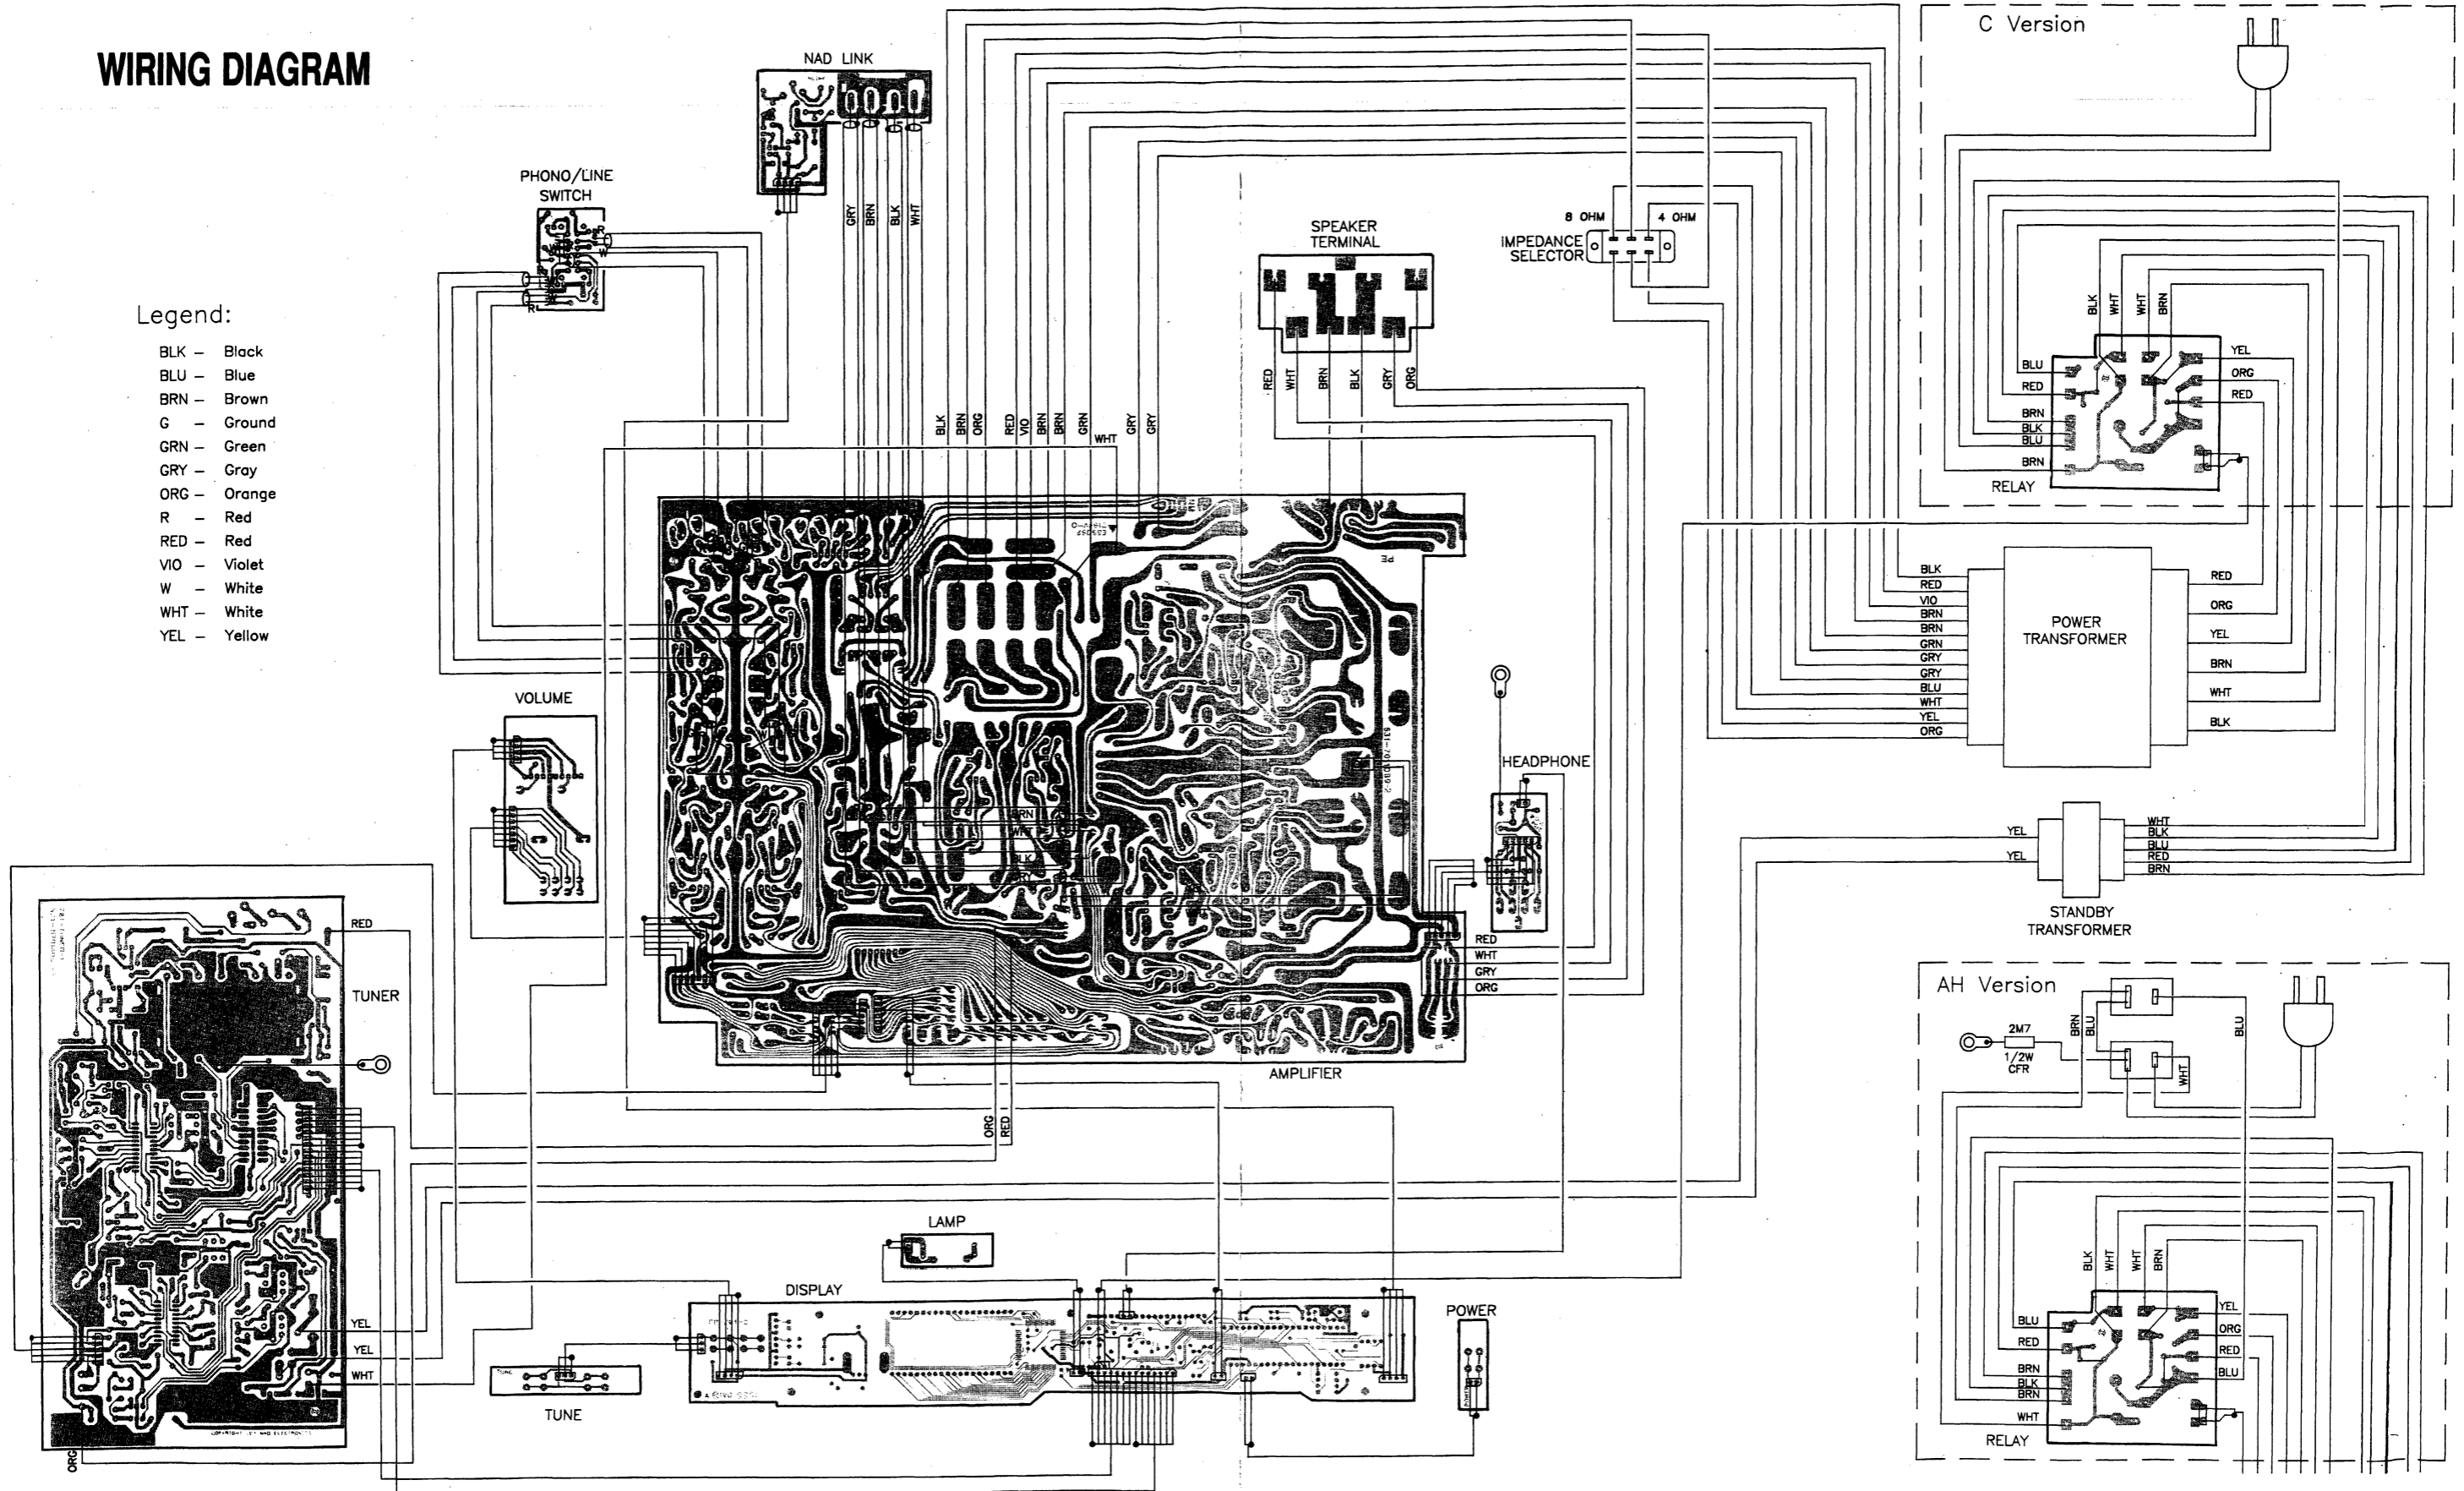 WIRING DIAGRAM
Legend:
BLK – Black
BLU – Blue
BRN – Brown
G – Ground
GRN – Green
GRY – Gray
ORG – Orange
R – Red
RED – Red
VIO – Violet
W – White
WHT – White
YEL – Yellow
NAD LINK
GRY
BRN
BLK
WHT
PHONO/LINE
SWITCH
R
W
R
BLK
BRN
ORG
RED
VIO
BRN
BRN
GRN
WHT
GRY
GRY
SPEAKER
TERMINAL
RED
WHT
BRN
BLK
GRY
ORG
8 OHM
4 OHM
IMPEDANCE
SELECTOR
C Version
BLK
WHT
WHT
BRN
BLU
RED
BRN
BLK
BLU
BRN
YEL
ORG
RED
RELAY
BLK
RED
VIO
BRN
BRN
GRN
GRY
GRY
BLU
WHT
YEL
ORG
POWER
TRANSFORMER
RED
ORG
YEL
BRN
WHT
BLK
YEL
YEL
WHT
BLK
BLU
RED
BRN
STANDBY
TRANSFORMER
VOLUME
PE
BRN
WHT
BLK
GRY
HEADPHONE
RED
WHT
GRY
ORG
AMPLIFIER
ORG
RED
RED
TUNER
YEL
YEL
WHT
ORG
LAMP
DISPLAY
TUNE
TUNE
POWER
AH Version
2M7
1/2W
CFR
BRN
BLU
BLU
WHT
BLK
WHT
WHT
BRN
BLU
RED
BRN
BLK
BRN
WHT
YEL
ORG
RED
BLU
RELAY